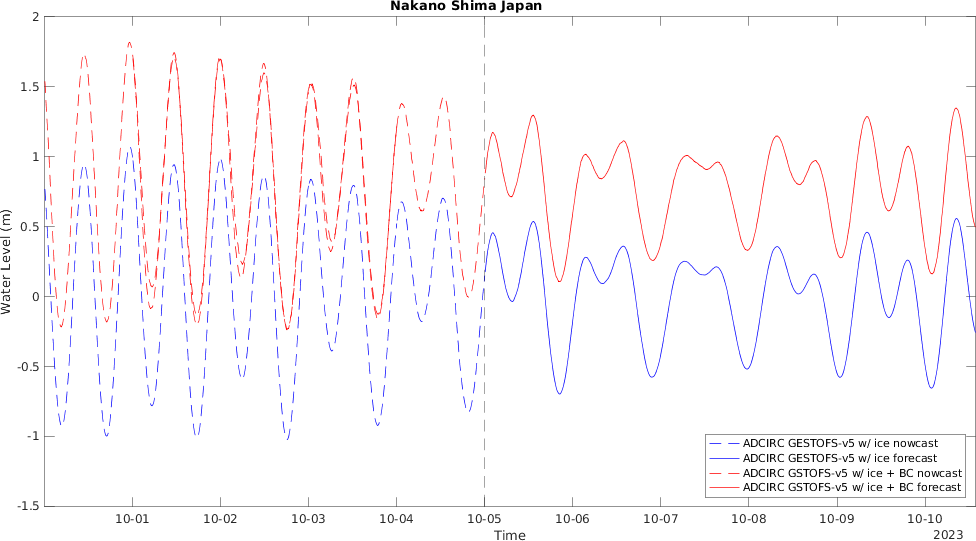 Nakano Shima Japan
2
1.5
1
0.5
0
-0.5
-1
-1.5
Water Level (m)
10-01 10-02 10-03 10-04 10-05 10-06 10-07 10-08 10-09 10-10
Time
2023
ADCIRC GESTOFS-v5 w/ ice nowcast
ADCIRC GESTOFS-v5 w/ ice forecast
ADCIRC GSTOFS-v5 w/ ice + BC nowcast
ADCIRC GSTOFS-v5 w/ ice + BC forecast